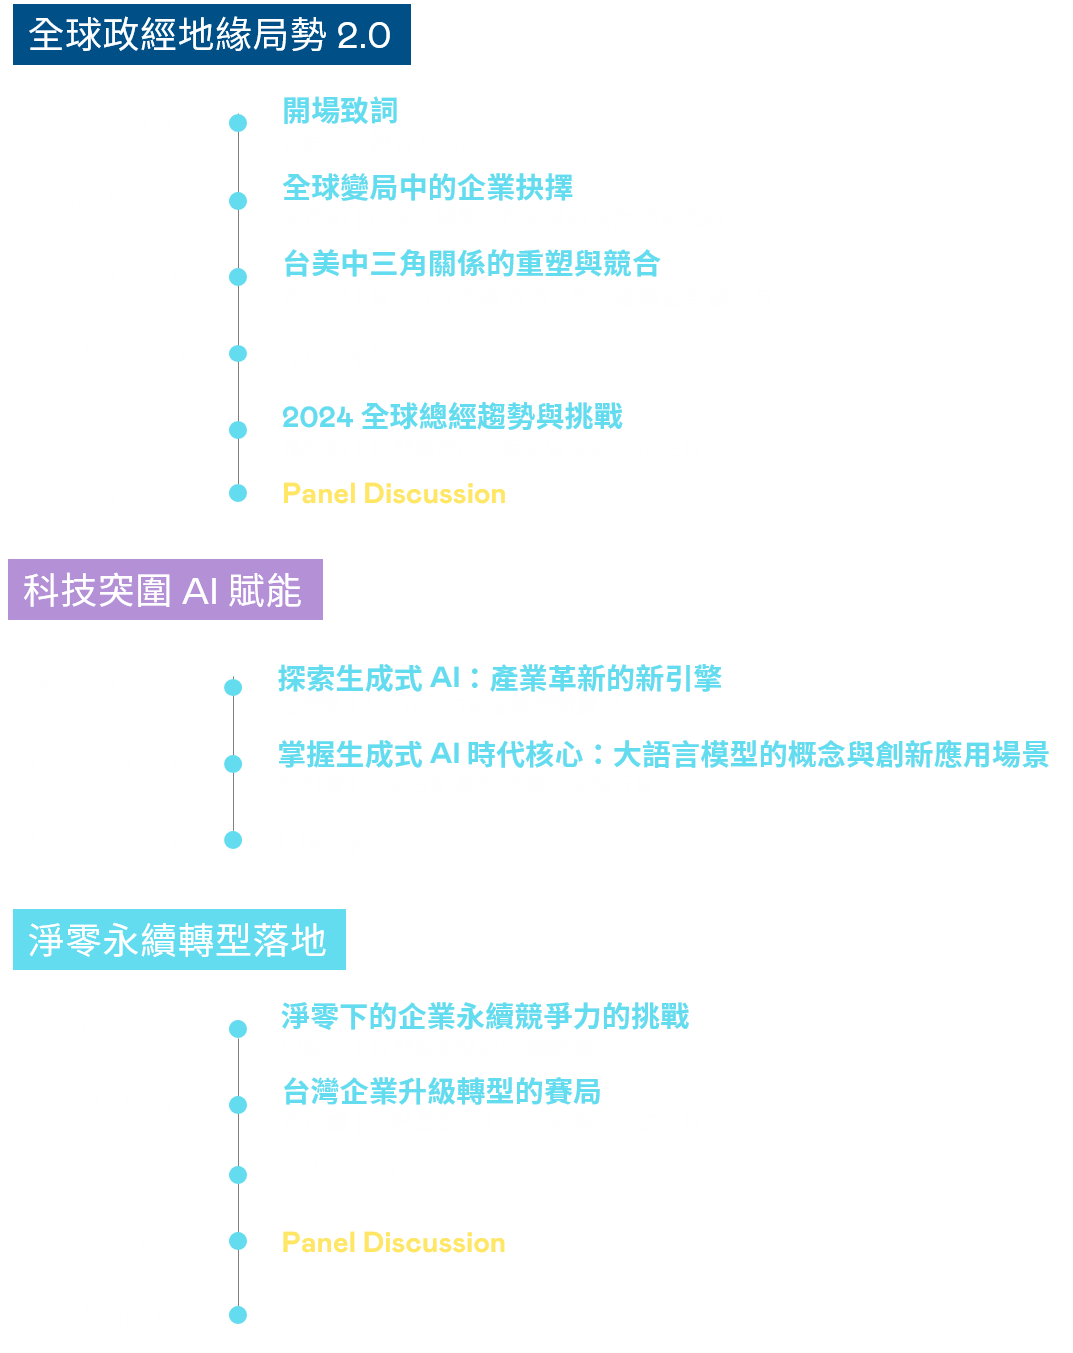 全球政經地緣局勢 2.0
開場致詞
全球變局中的企業抉擇
台美中三角關係的重塑與競合
2024 全球總經趨勢與挑戰
Panel Discussion
科技突圍 AI 賦能
探索生成式 AI：產業革新的新引擎
掌握生成式 AI 時代核心：大語言模型的概念與創新應用場景
淨零永續轉型落地
淨零下的企業永續競爭力的挑戰
台灣企業升級轉型的賽局
Panel Discussion